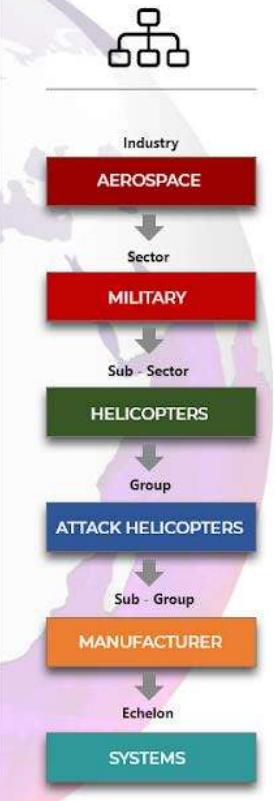 Industry
AEROSPACE
Sector
MILITARY
Sub - Sector
HELICOPTERS
Group
ATTACK HELICOPTERS
Sub - Group
MANUFACTURER
Echelon
SYSTEMS